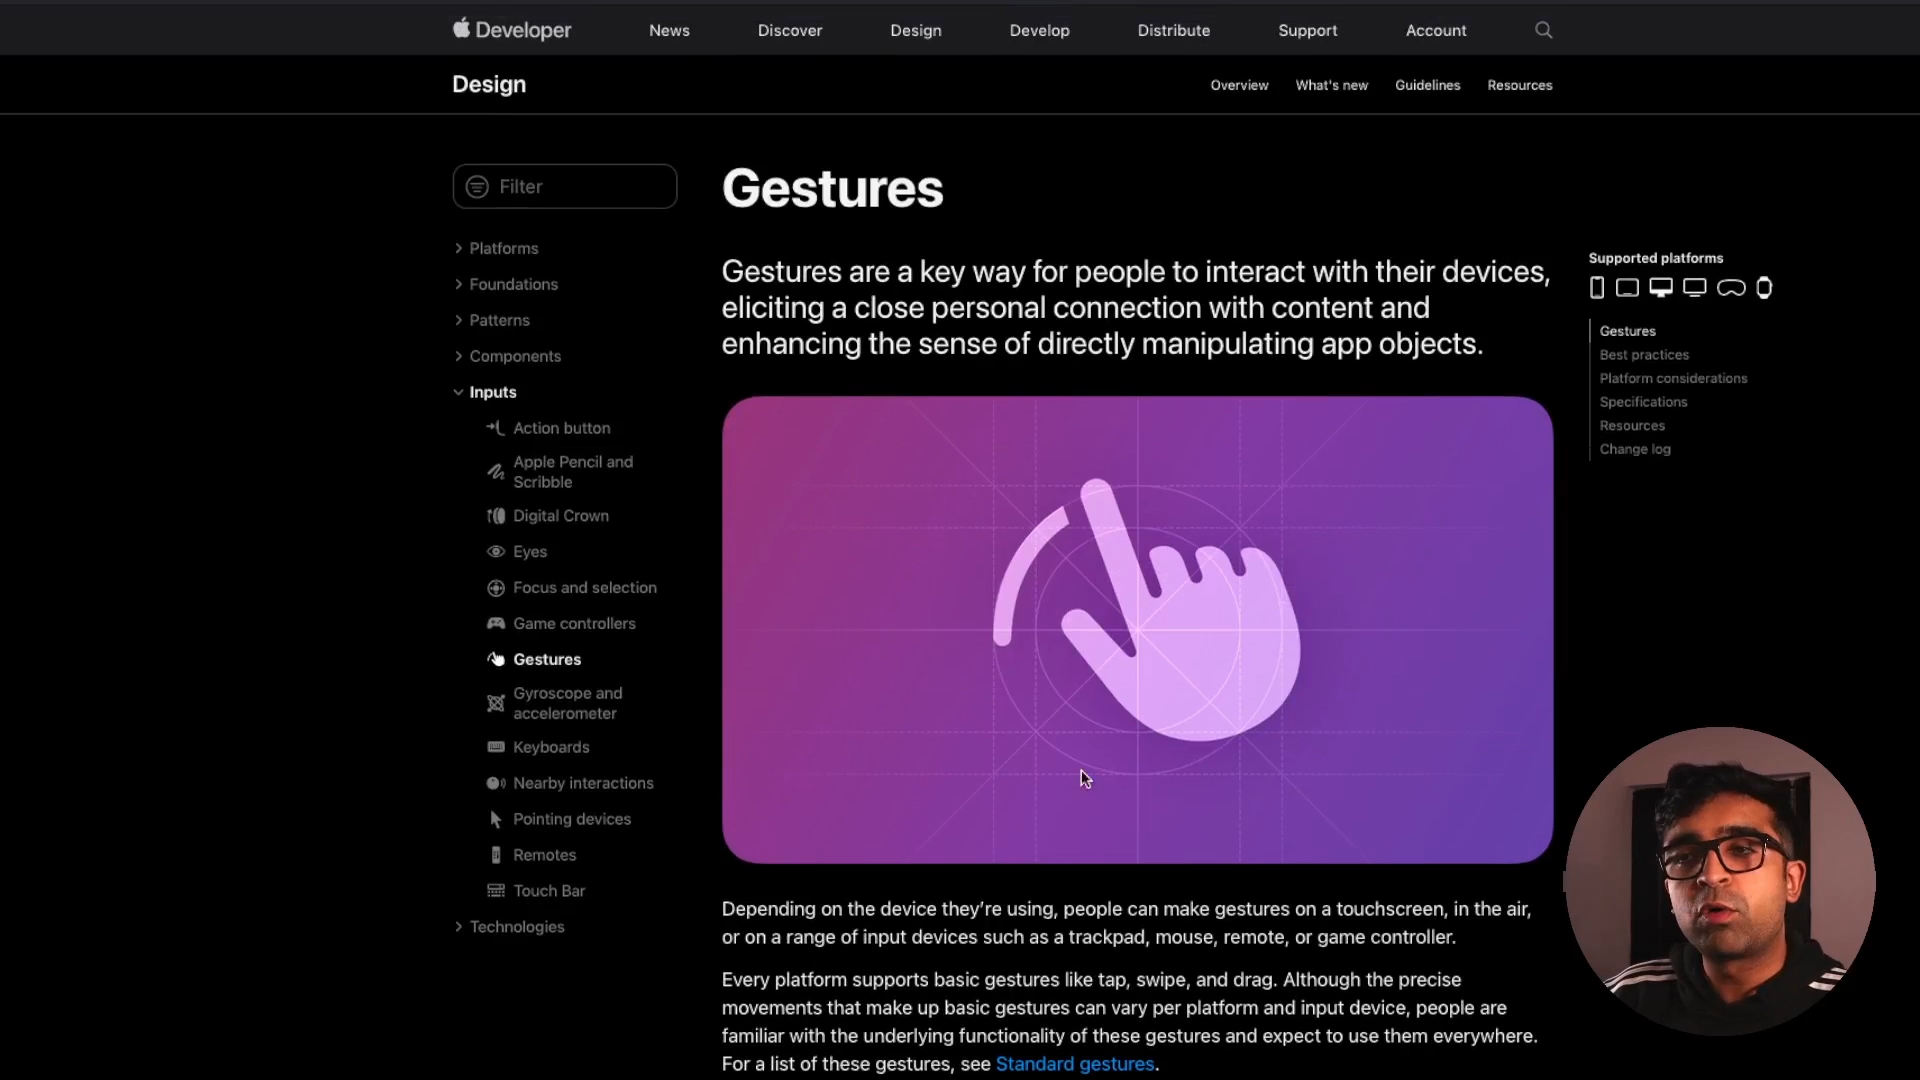 Developer
News
Discover
Design
Develop
Distribute
Support
Account
Design
Overview
What's new
Guidelines
Resources
Filter
Platforms
Foundations
Patterns
Components
Inputs
Action button
Apple Pencil and
Scribble
Digital Crown
Eyes
Focus and selection
Game controllers
Gestures
Gyroscope and
accelerometer
Keyboards
Nearby interactions
Pointing devices
Remotes
Touch Bar
Technologies
Gestures
Gestures are a key way for people to interact with their devices,
eliciting a close personal connection with content and
enhancing the sense of directly manipulating app objects.
Depending on the device they’re using, people can make gestures on a touchscreen, in the air,
or on a range of input devices such as a trackpad, mouse, remote, or game controller.
Every platform supports basic gestures like tap, swipe, and drag. Although the precise
movements that make up basic gestures can vary per platform and input device, people are
familiar with the underlying functionality of these gestures and expect to use them everywhere.
For a list of these gestures, see Standard gestures.
Supported platforms
Gestures
Best practices
Platform considerations
Specifications
Resources
Change log